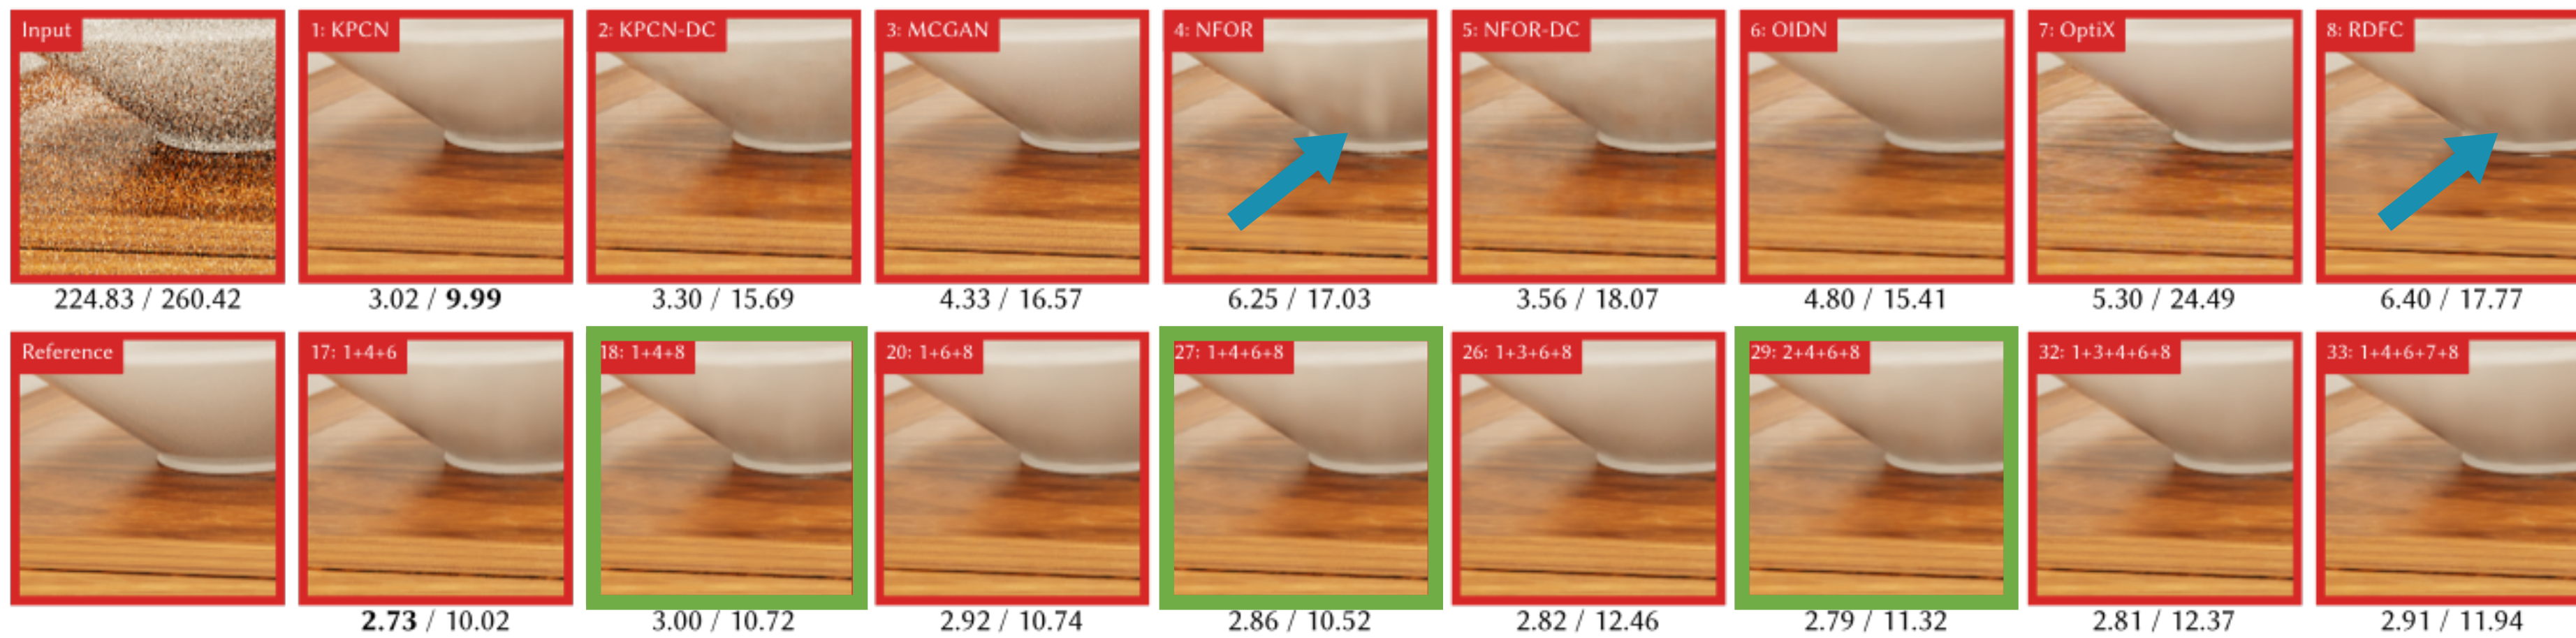 Input
1: KPCN
2: KPCN-DC
3: MCGAN
4: NFOR
5: NFOR-DC
6: OIDN
7: OptiX
8: RDFC
224.83 / 260.42
3.02 / 9.99
3.30 / 15.69
4.33 / 16.57
6.25 / 17.03
3.56 / 18.07
4.80 / 15.41
5.30 / 24.49
6.40 / 17.77
Reference
17: 1+4+6
18: 1+4+8
20: 1+6+8
27: 1+4+6+8
26: 1+3+6+8
29: 2+4+6+8
32: 1+3+4+6+8
33: 1+4+6+7+8
2.73 / 10.02
3.00 / 10.72
2.92 / 10.74
2.86 / 10.52
2.82 / 12.46
2.79 / 11.32
2.81 / 12.37
2.91 / 11.94